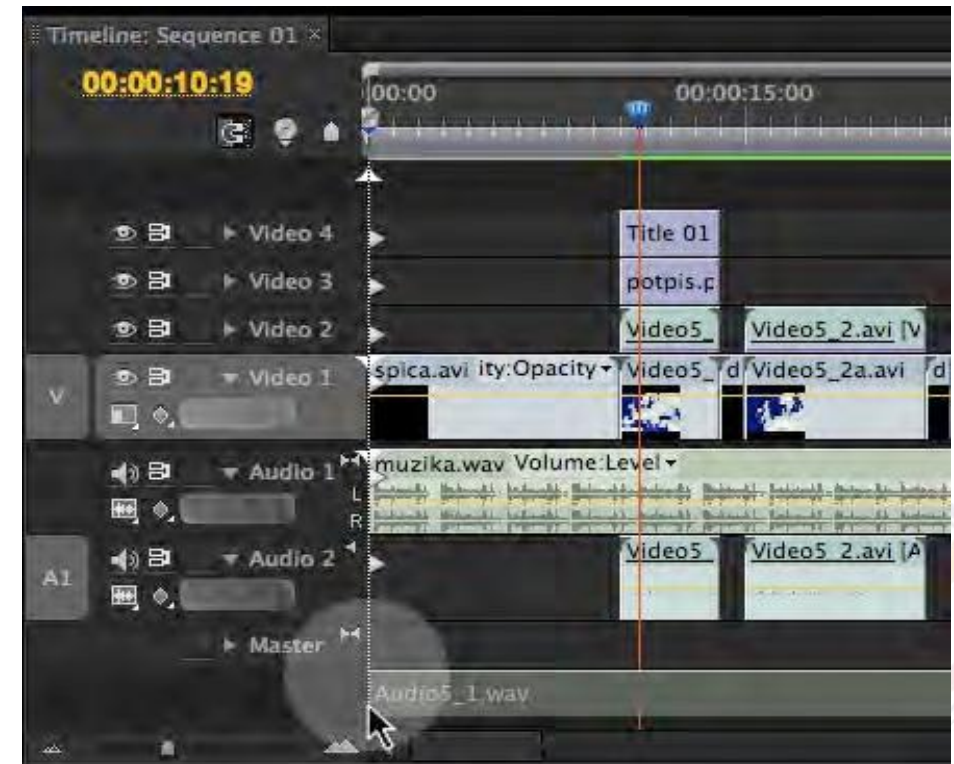 Timeline: Sequence 01 ×
00:00:10:19
00:00 00:00:15:00
Video 4 Title 01
Video 3 potpis.p
Video 2 Video5_ Video5_2.avi [V
V Video 1 spica.avi ity:Opacity Video5_ d Video5_2a.avi d
Audio 1 muzika.wav Volume:Level
L
R
A1 Audio 2 Video5_ Video5_2.avi [A
Master
Audio5_1.wav